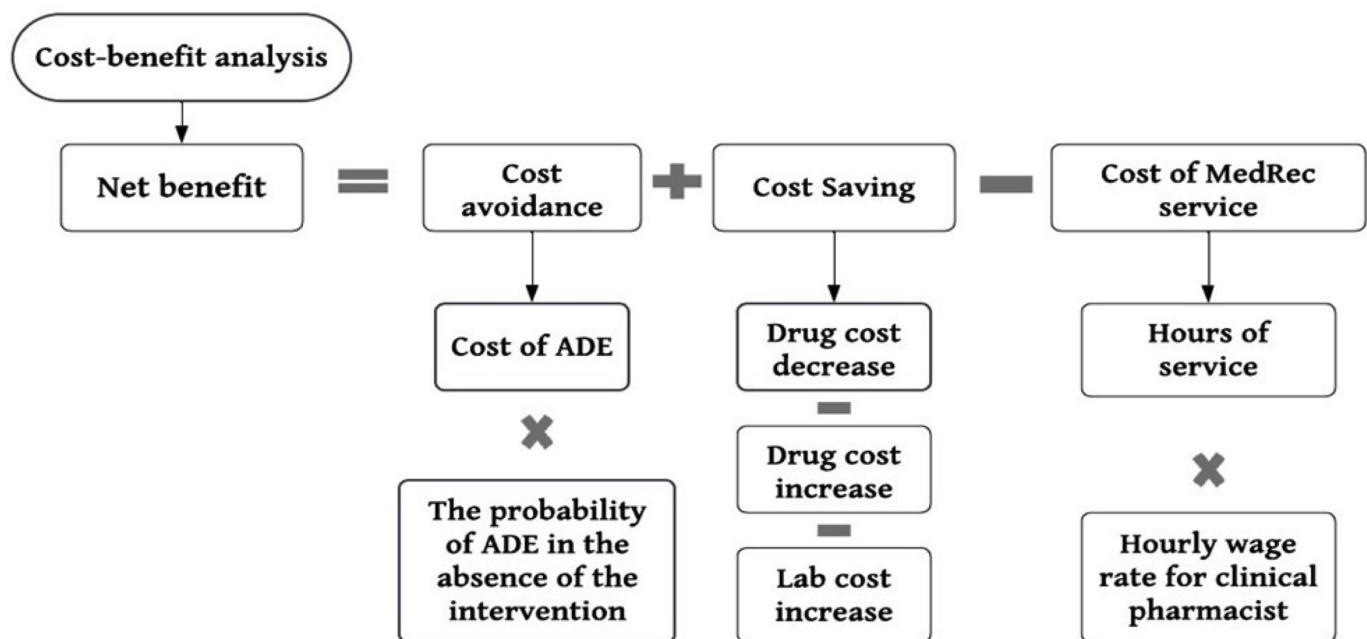 Cost-benefit analysis
Net benefit
Cost
avoidance
Cost Saving
Cost of MedRec
service
Cost of ADE
Drug cost
decrease
Hours of
service
Drug cost
increase
The probability
of ADE in the
absence of the
intervention
Lab cost
increase
Hourly wage
rate for clinical
pharmacist